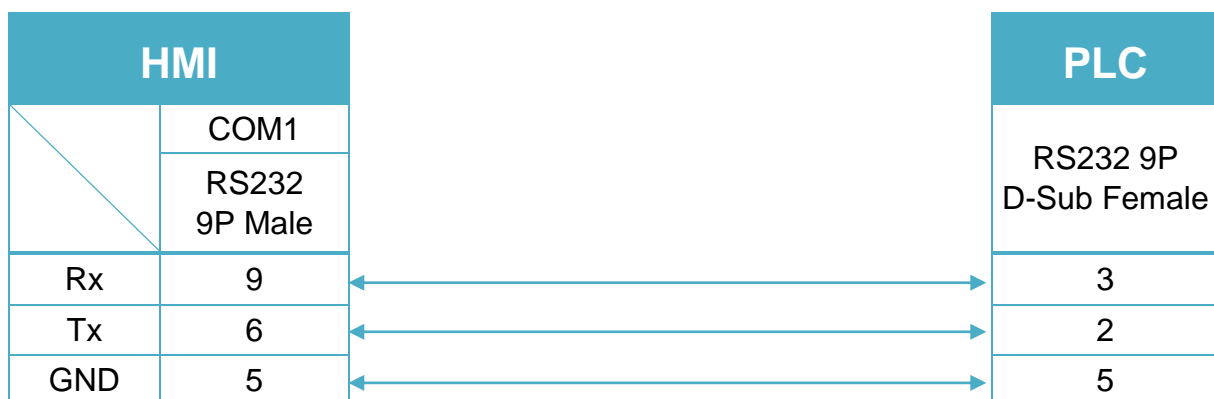 HMI
PLC
COM1
RS232
9P Male
RS232 9P
D-Sub Female
Rx 9 3
Tx 6 2
GND 5 5